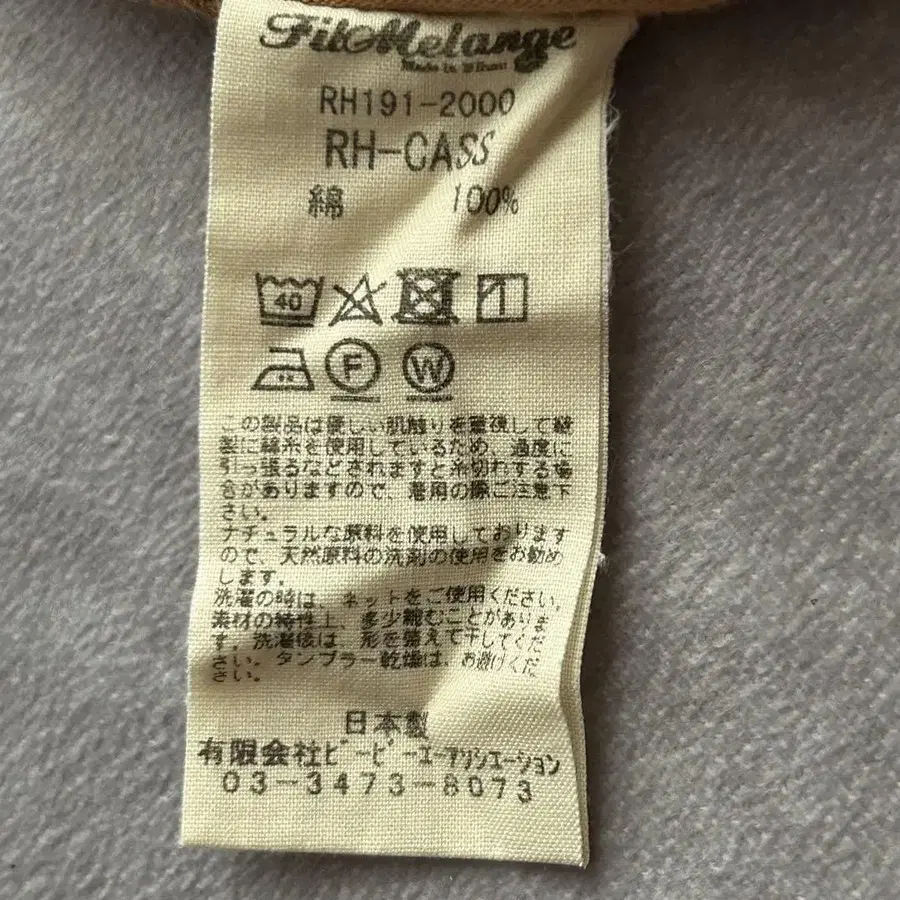 FilMelange
Made in Nihon
RH191-2000
RH-CASS
綿 100%
40
F W
この製品は優しい肌触りを重視して縫
製に綿糸を使用しているため、過度に
引っ張るなどされますと糸切れする場
合がありますので、着用の際ご注意下
さい。
ナチュラルな原料を使用しております
ので、天然原料の洗剤の使用をお勧め
します。
洗濯の時は、ネットをご使用ください。
素材の特性上、多少縮むことがありま
す。洗濯後は、形を整えて干してくだ
さい。タンブラー乾燥は、お避けくだ
さい。
日本製
有限会社ビーピーエーアソシエーション
03-3473-8073